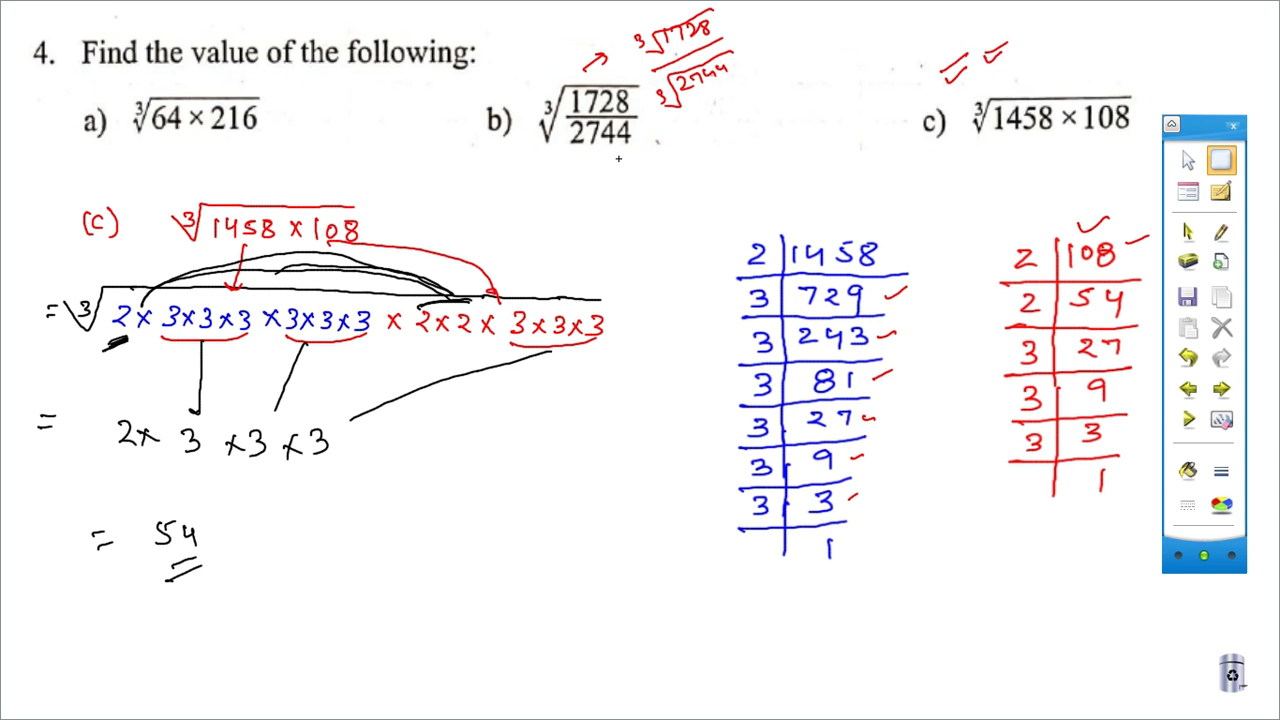 4. Find the value of the following:
a) ∛64 × 216
b) ∛1728/2744
→ ∛1728/∛2744
c) ∛1458 × 108
(c) ∛1458 × 108
= ∛2 × 3×3×3 × 3×3×3 × 2×2 × 3×3×3
= 2× 3 ×3 ×3
= 54
2 | 1458
3 | 729
3 | 243
3 | 81
3 | 27
3 | 9
3 | 3
1
2 | 108
2 | 54
3 | 27
3 | 9
3 | 3
1